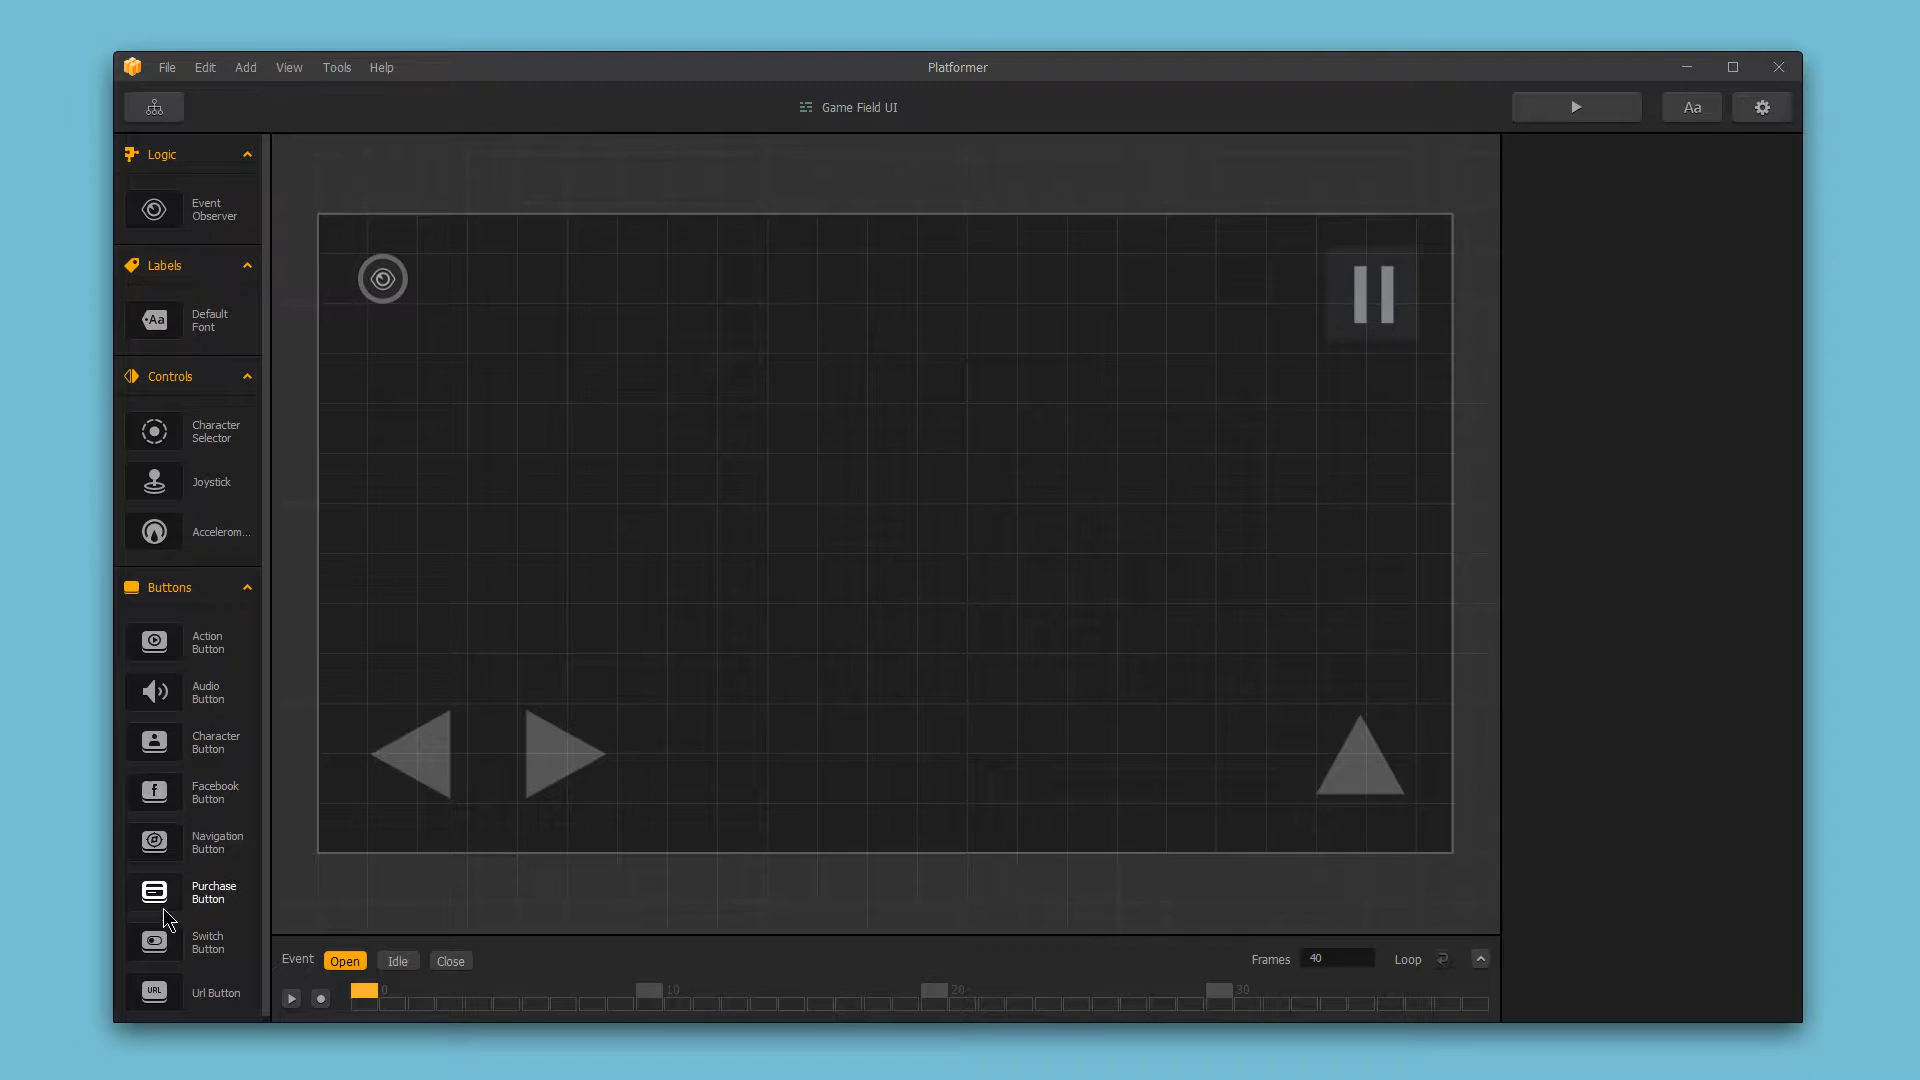 File Edit Add View Tools Help
Platformer
Game Field UI
Aa
Logic
Event
Observer
Labels
Aa
Default
Font
Controls
Character
Selector
Joystick
Accelerom...
Buttons
Action
Button
Audio
Button
Character
Button
f
Facebook
Button
Navigation
Button
Purchase
Button
Switch
Button
URL
Url Button
Event Open Idle Close
Frames 40 Loop
0 10 20 30